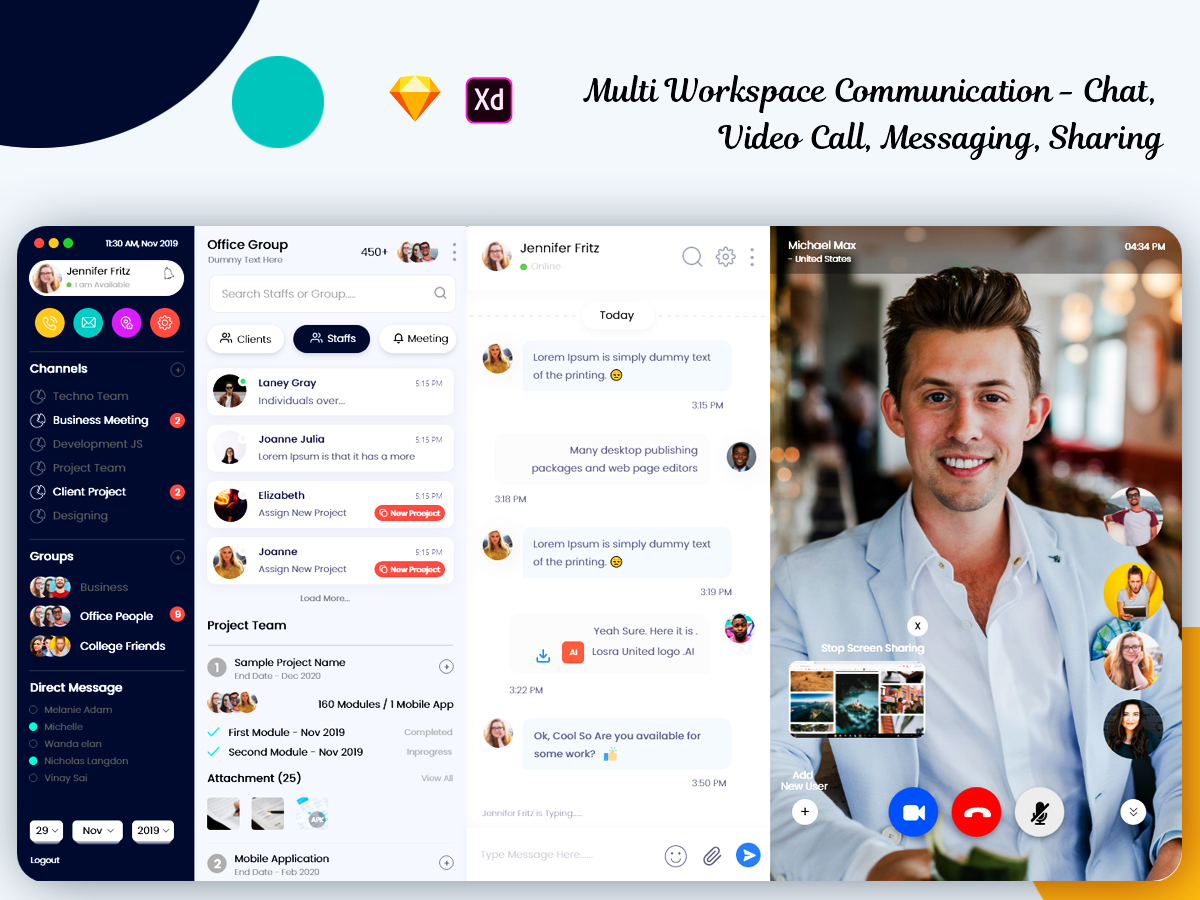 Xd
Multi Workspace Communication - Chat,
Video Call, Messaging, Sharing
11:30 AM, Nov 2019
Jennifer Fritz
I am Available
Channels
Techno Team
Business Meeting 2
Development JS
Project Team
Client Project 2
Designing
Groups
Business
Office People 9
College Friends
Direct Message
Melanie Adam
Michelle
Wanda elan
Nicholas Langdon
Vinay Sai
29 Nov 2019
Logout
Office Group
Dummy Text Here
450+
Search Staffs or Group.....
Clients Staffs Meeting
Laney Gray 5:15 PM
Individuals over...
Joanne Julia 5:15 PM
Lorem Ipsum is that it has a more
Elizabeth 5:15 PM
Assign New Project New Proeject
Joanne 5:15 PM
Assign New Project New Proeject
Load More...
Project Team
1 Sample Project Name
End Date - Dec 2020
160 Modules / 1 Mobile App
First Module - Nov 2019 Completed
Second Module - Nov 2019 Inprogress
Attachment (25) View All
APK
2 Mobile Application
End Date - Feb 2020
Jennifer Fritz
Online
Today
Lorem Ipsum is simply dummy text
of the printing.
3:15 PM
Many desktop publishing
packages and web page editors
3:18 PM
Lorem Ipsum is simply dummy text
of the printing.
3:19 PM
Yeah Sure. Here it is .
AI Losra United logo .AI
3:22 PM
Ok, Cool So Are you available for
some work?
3:50 PM
Jennifer Fritz is Typing.....
Type Message Here.....
Michael Max
- United States
04:34 PM
X
Stop Screen Sharing
Add
New User